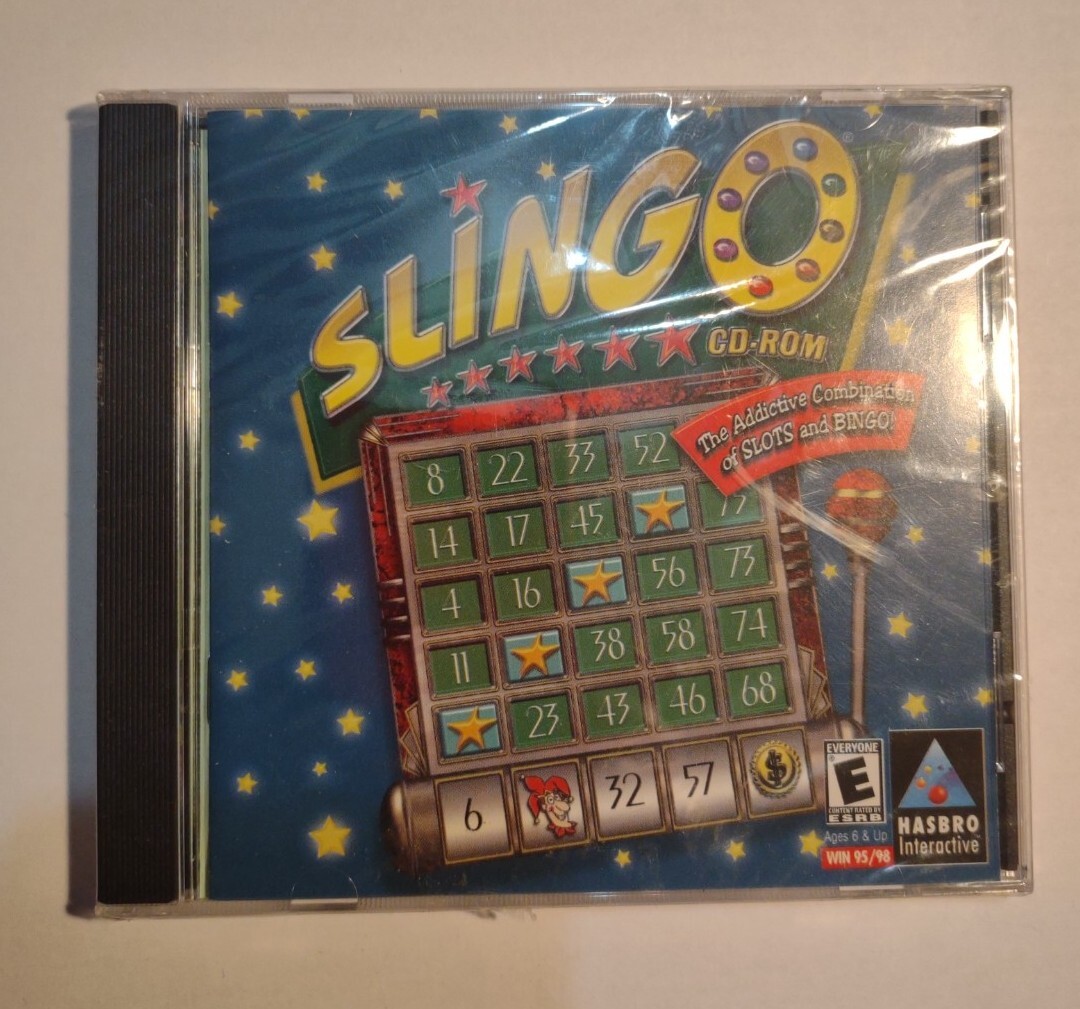 SLiNGO
CD-ROM
The Addictive Combination
of SLOTS and BINGO!
8 22 33 52
14 17 45
4 16 56 73
11 38 58 74
23 43 46 68
6 32 57 $
EVERYONE
E
CONTENT RATED BY
ESRB
Ages 6 & Up
WIN 95/98
HASBRO
Interactive